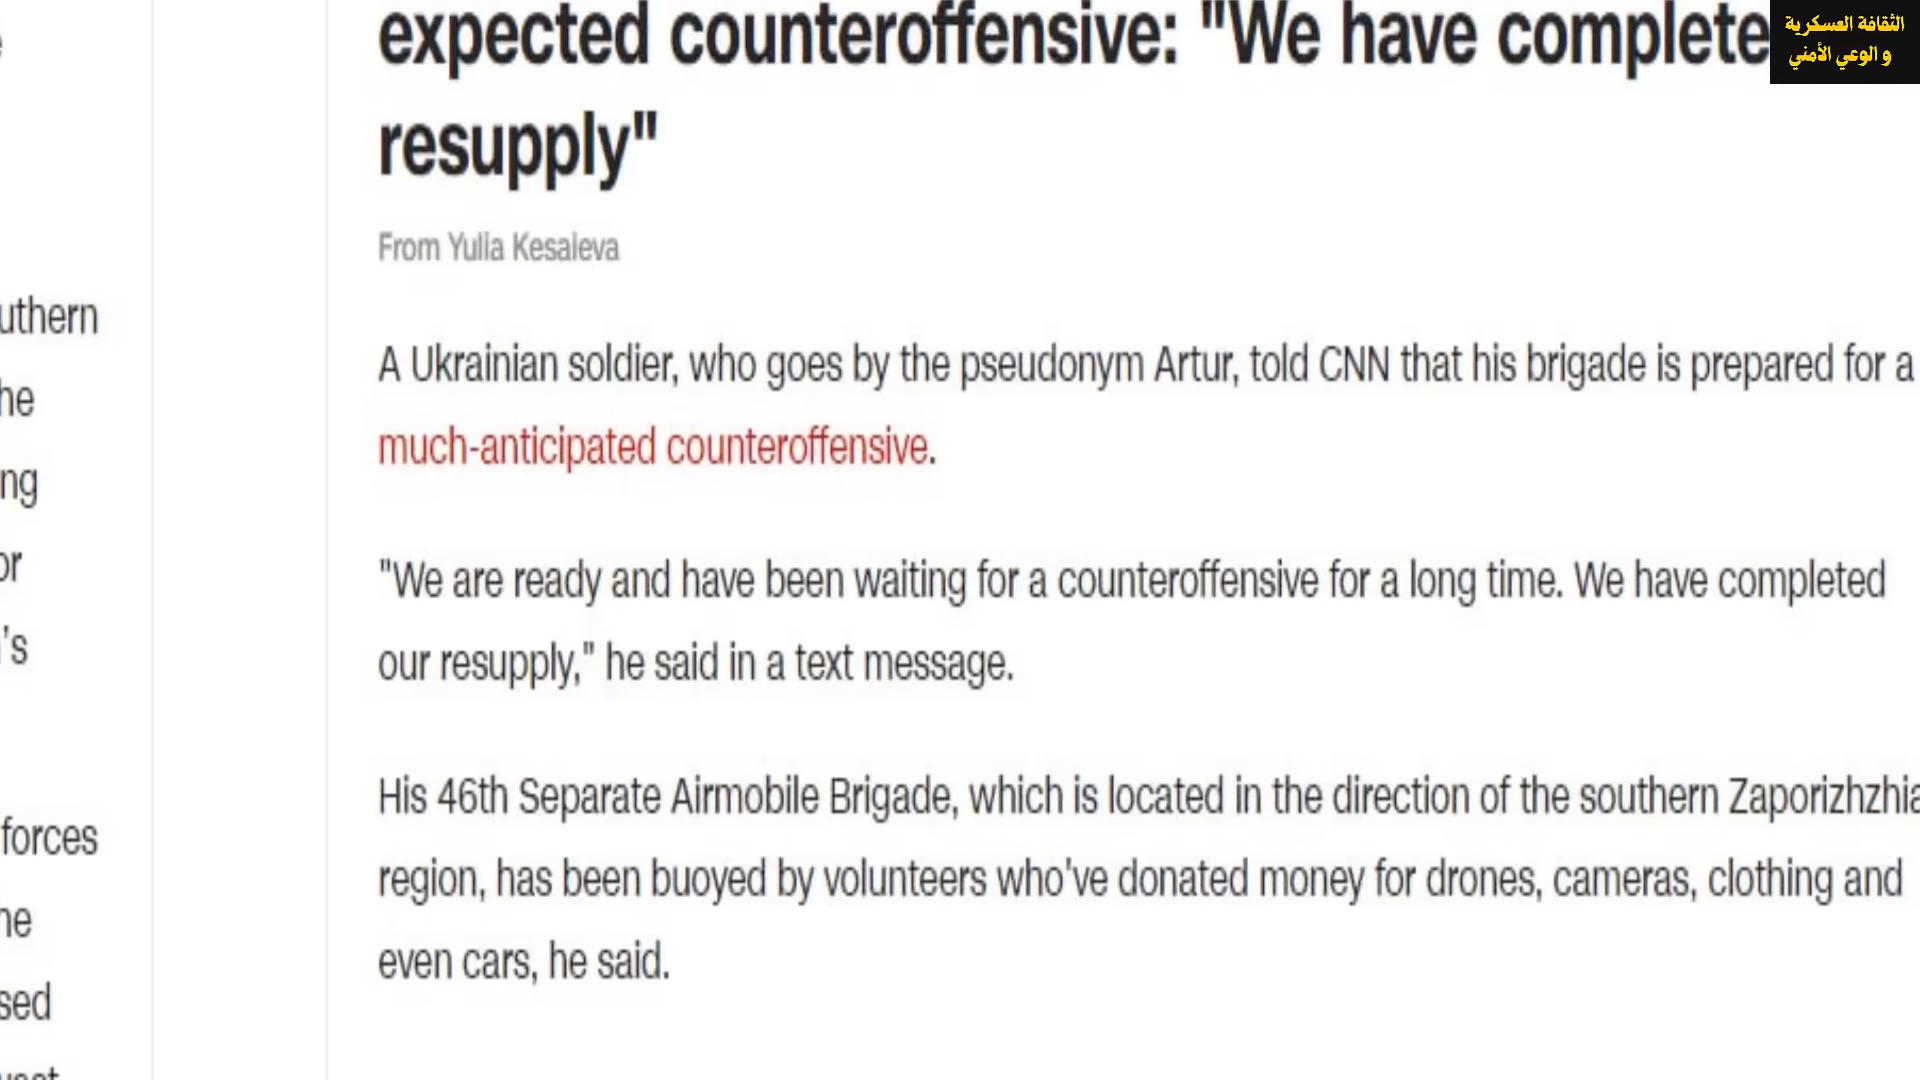 expected counteroffensive: "We have complete
resupply"
الثقافة العسكرية
و الوعي الأمني
From Yulia Kesaieva
A Ukrainian soldier, who goes by the pseudonym Artur, told CNN that his brigade is prepared for a
much-anticipated counteroffensive.
"We are ready and have been waiting for a counteroffensive for a long time. We have completed
our resupply," he said in a text message.
His 46th Separate Airmobile Brigade, which is located in the direction of the southern Zaporizhzhia
region, has been buoyed by volunteers who've donated money for drones, cameras, clothing and
even cars, he said.
uthern
he
ng
or
's
forces
ne
sed